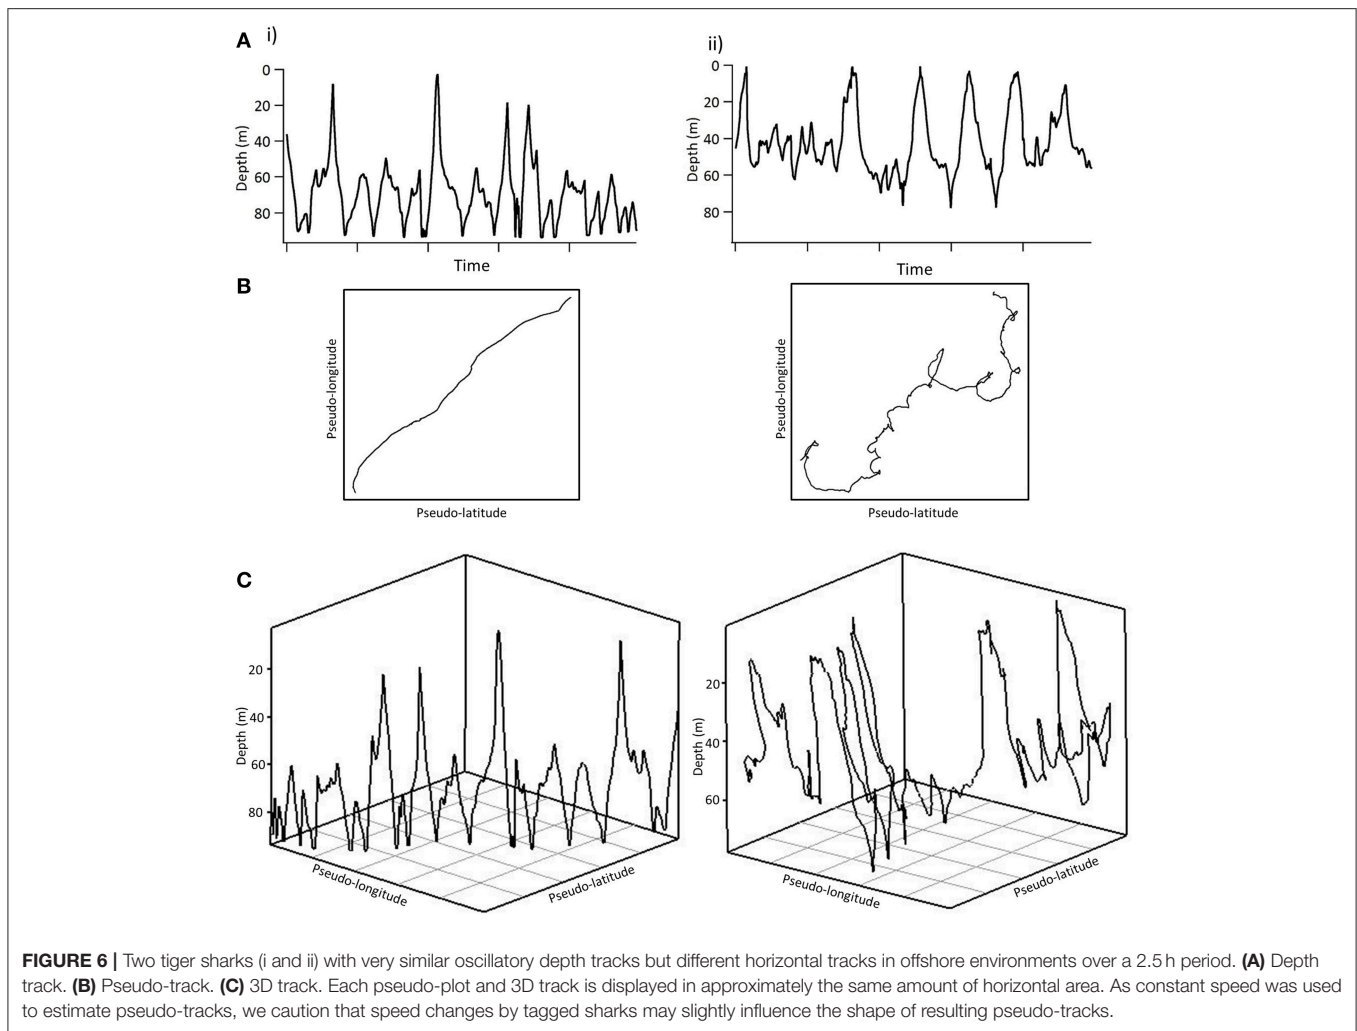 A i)
ii)
0
20
40
60
80
Depth (m)
Time
0
20
40
60
80
Depth (m)
Time
B
Pseudo-longitude
Pseudo-latitude
Pseudo-longitude
Pseudo-latitude
C
20
40
60
80
Depth (m)
Pseudo-longitude
Pseudo-latitude
20
40
60
Depth (m)
Pseudo-longitude
Pseudo-latitude
FIGURE 6 | Two tiger sharks (i and ii) with very similar oscillatory depth tracks but different horizontal tracks in offshore environments over a 2.5 h period. (A) Depth
track. (B) Pseudo-track. (C) 3D track. Each pseudo-plot and 3D track is displayed in approximately the same amount of horizontal area. As constant speed was used
to estimate pseudo-tracks, we caution that speed changes by tagged sharks may slightly influence the shape of resulting pseudo-tracks.